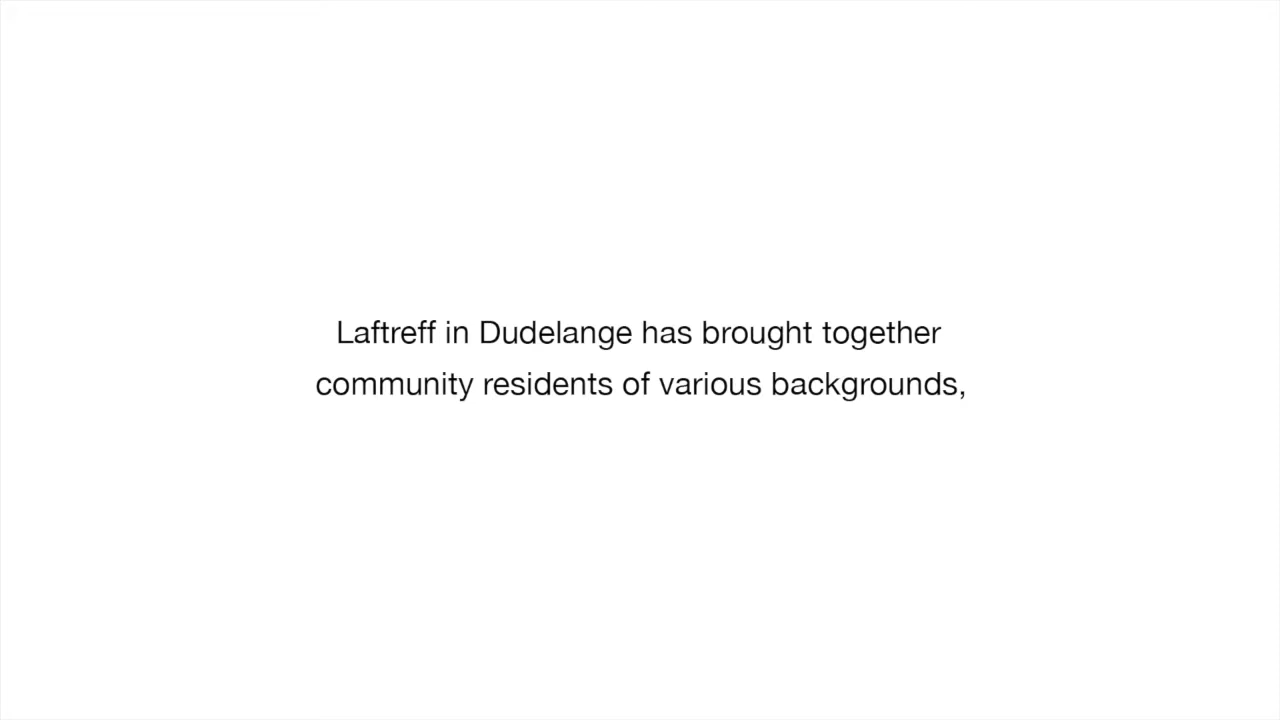 Laftreff in Dudelange has brought together
community residents of various backgrounds,